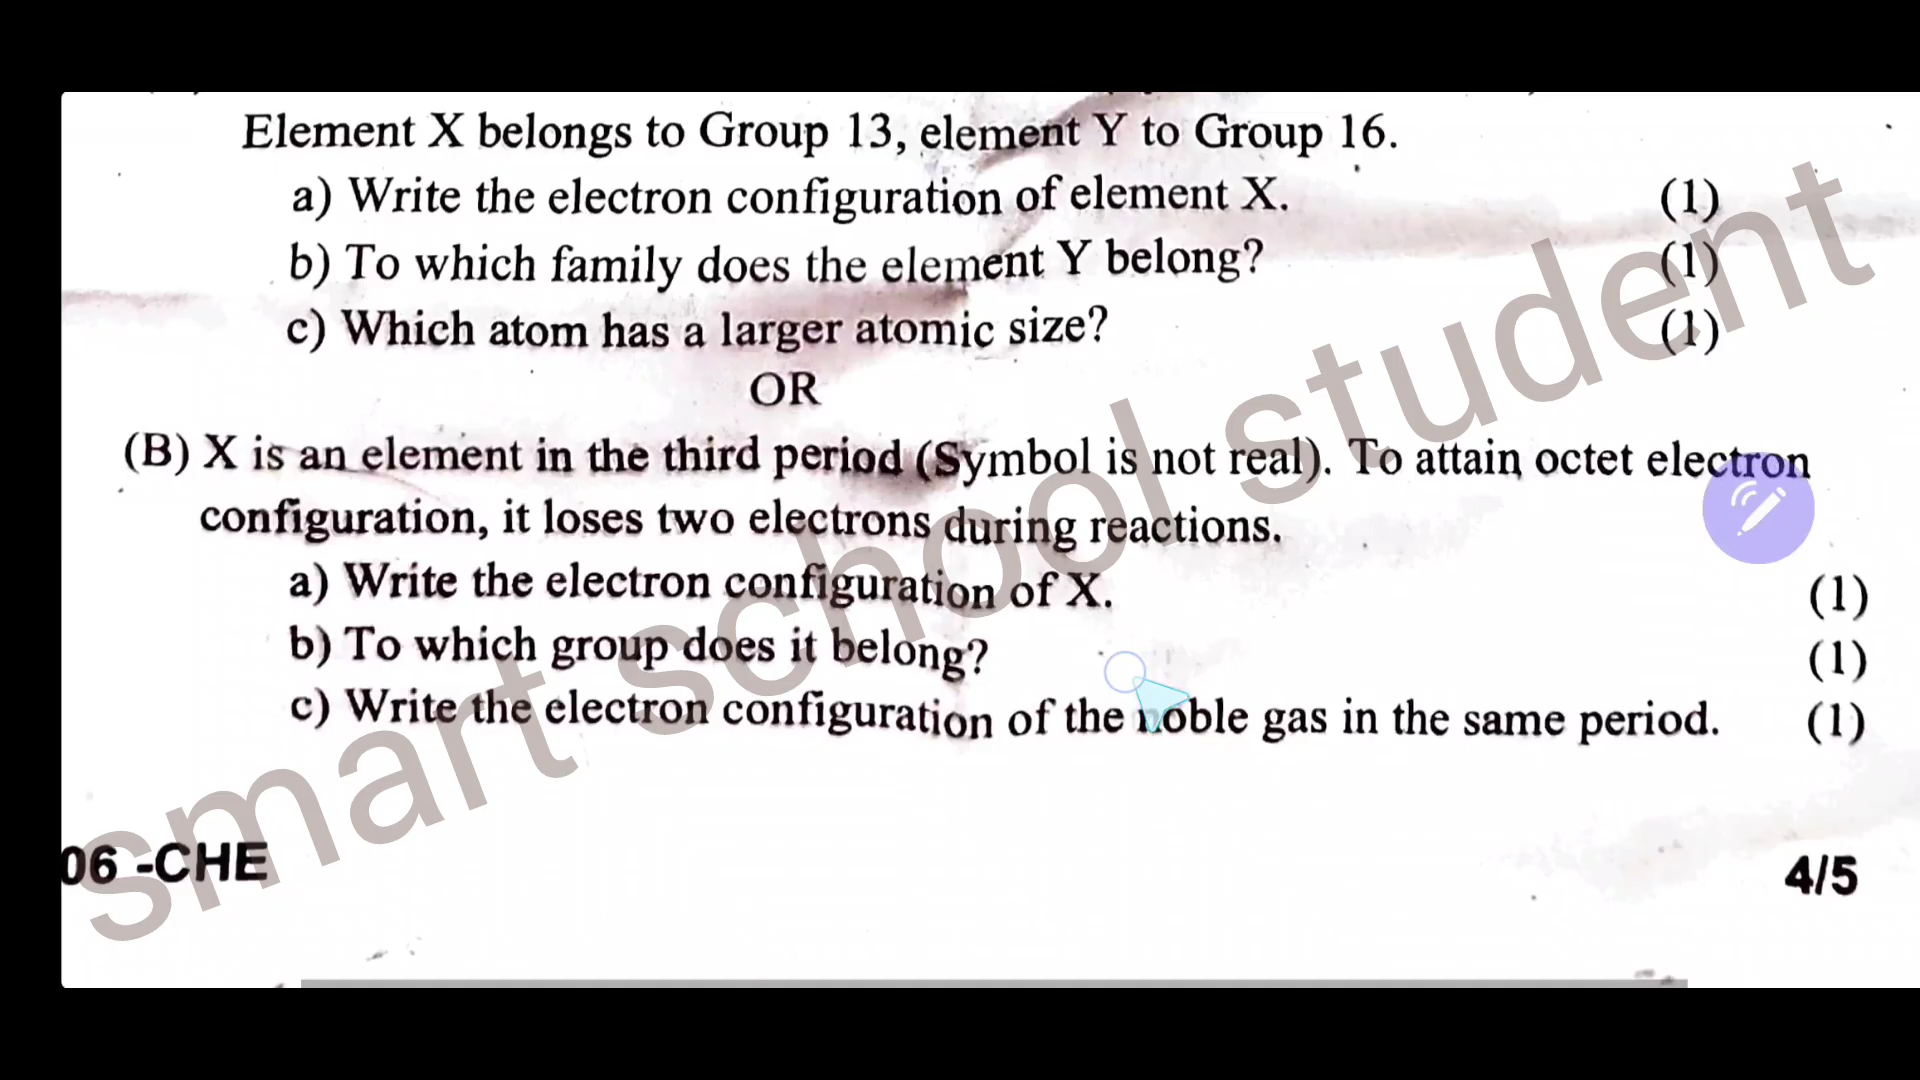 Element X belongs to Group 13, element Y to Group 16.
a) Write the electron configuration of element X. (1)
b) To which family does the element Y belong? (1)
c) Which atom has a larger atomic size? (1)
OR
(B) X is an element in the third period (Symbol is not real). To attain octet electron
configuration, it loses two electrons during reactions.
a) Write the electron configuration of X. (1)
b) To which group does it belong? (1)
c) Write the electron configuration of the noble gas in the same period. (1)
06 -CHE 4/5
smart school student